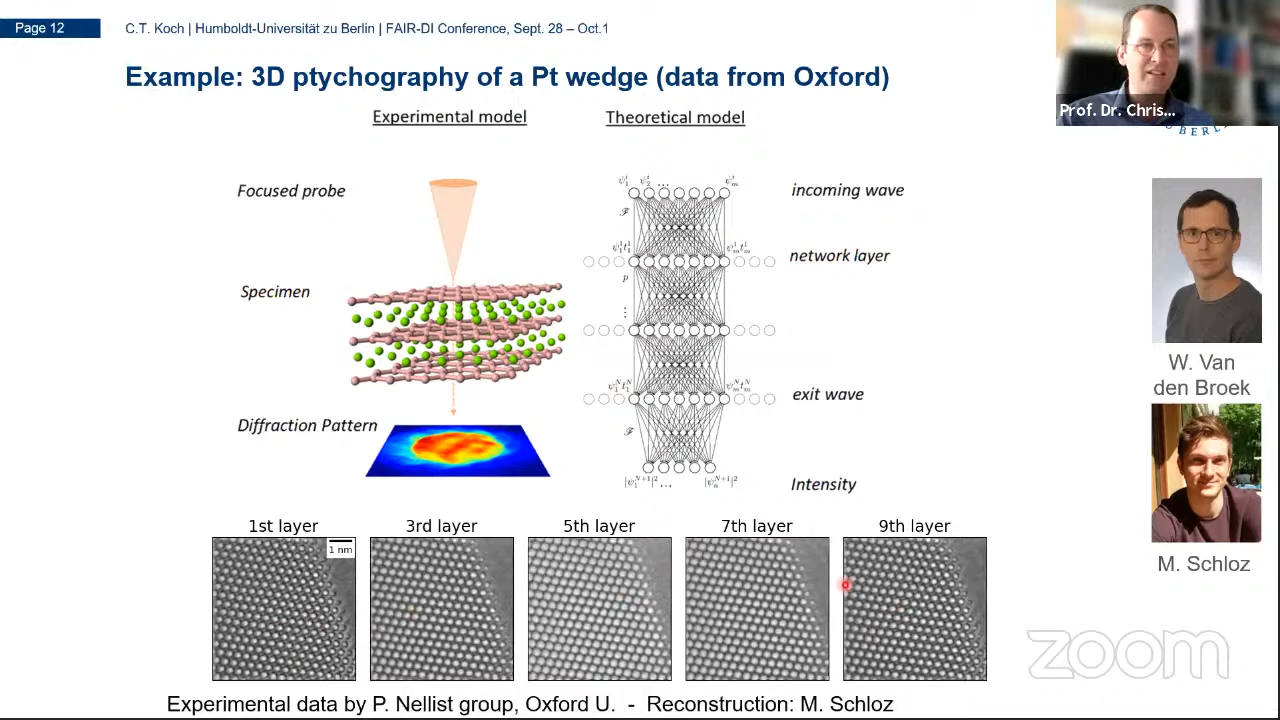 Page 12
C.T. Koch | Humboldt-Universität zu Berlin | FAIR-DI Conference, Sept. 28 – Oct.1
Prof. Dr. Chris...
BERL
Example: 3D ptychography of a Pt wedge (data from Oxford)
Experimental model
Theoretical model
Focused probe
incoming wave
network layer
Specimen
exit wave
Diffraction Pattern
Intensity
W. Van
den Broek
M. Schloz
1st layer
3rd layer
5th layer
7th layer
9th layer
1 nm
zoom
Experimental data by P. Nellist group, Oxford U. - Reconstruction: M. Schloz